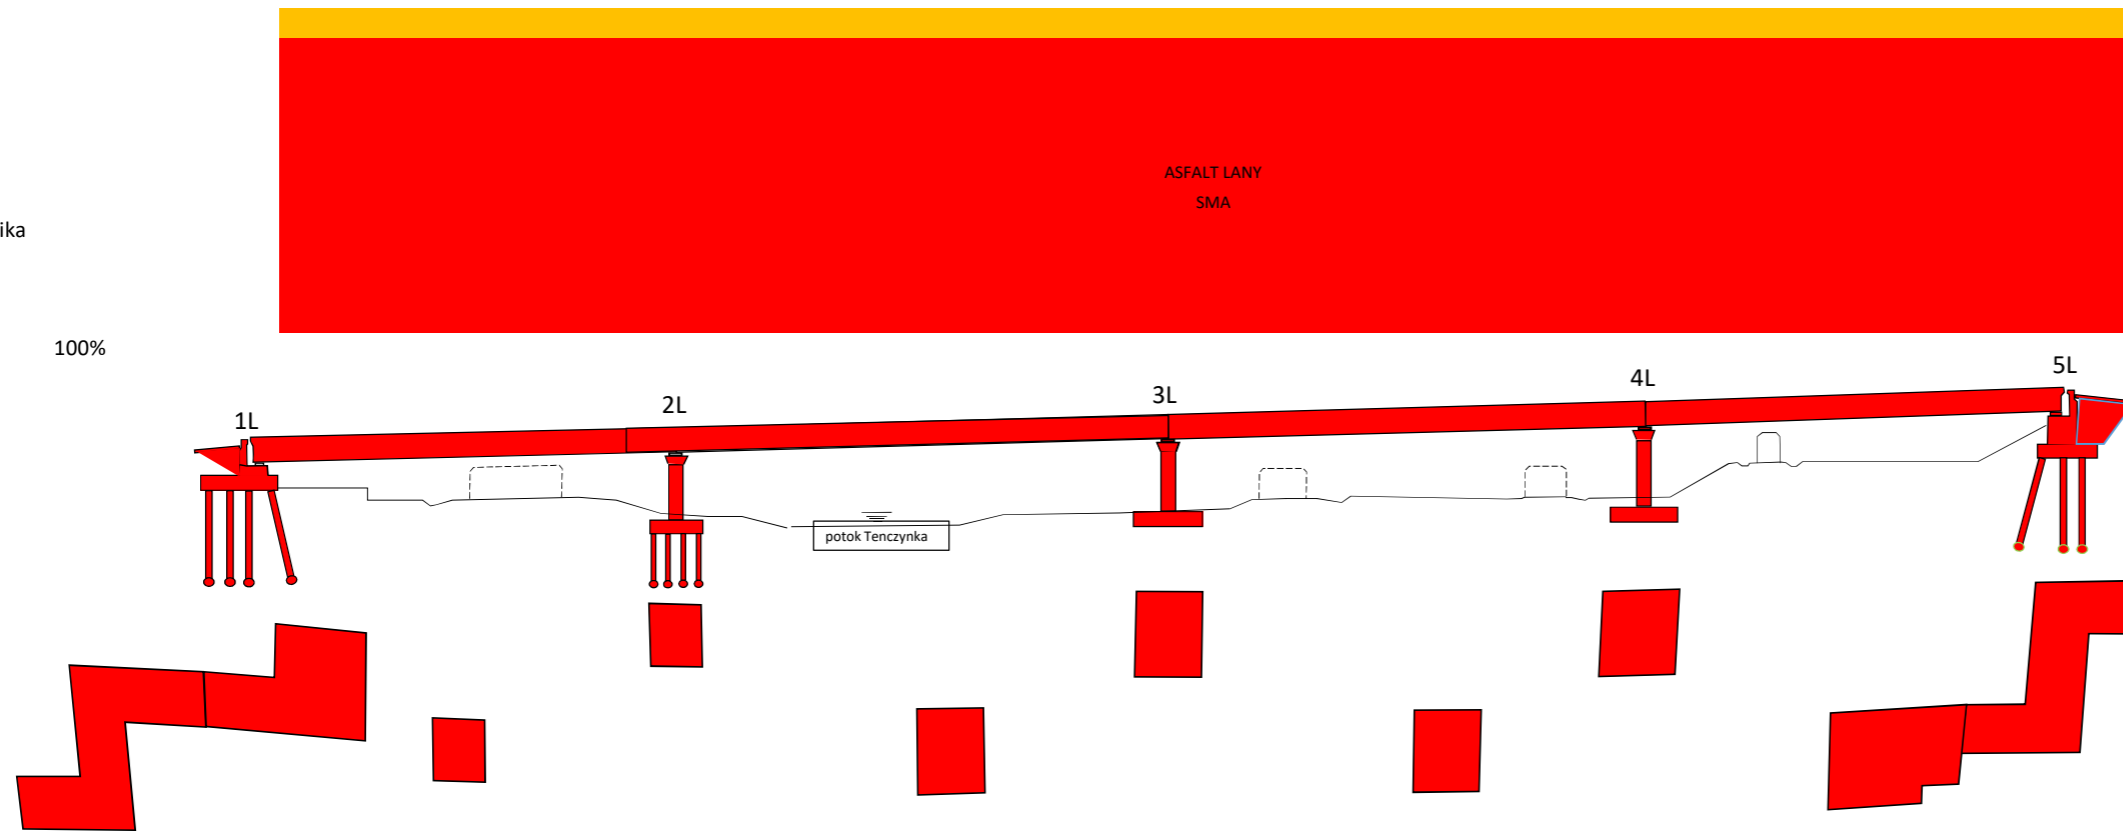 ASFALT LANY
SMA
ika
100%
1L
2L
3L
4L
5L
potok Tenczynka